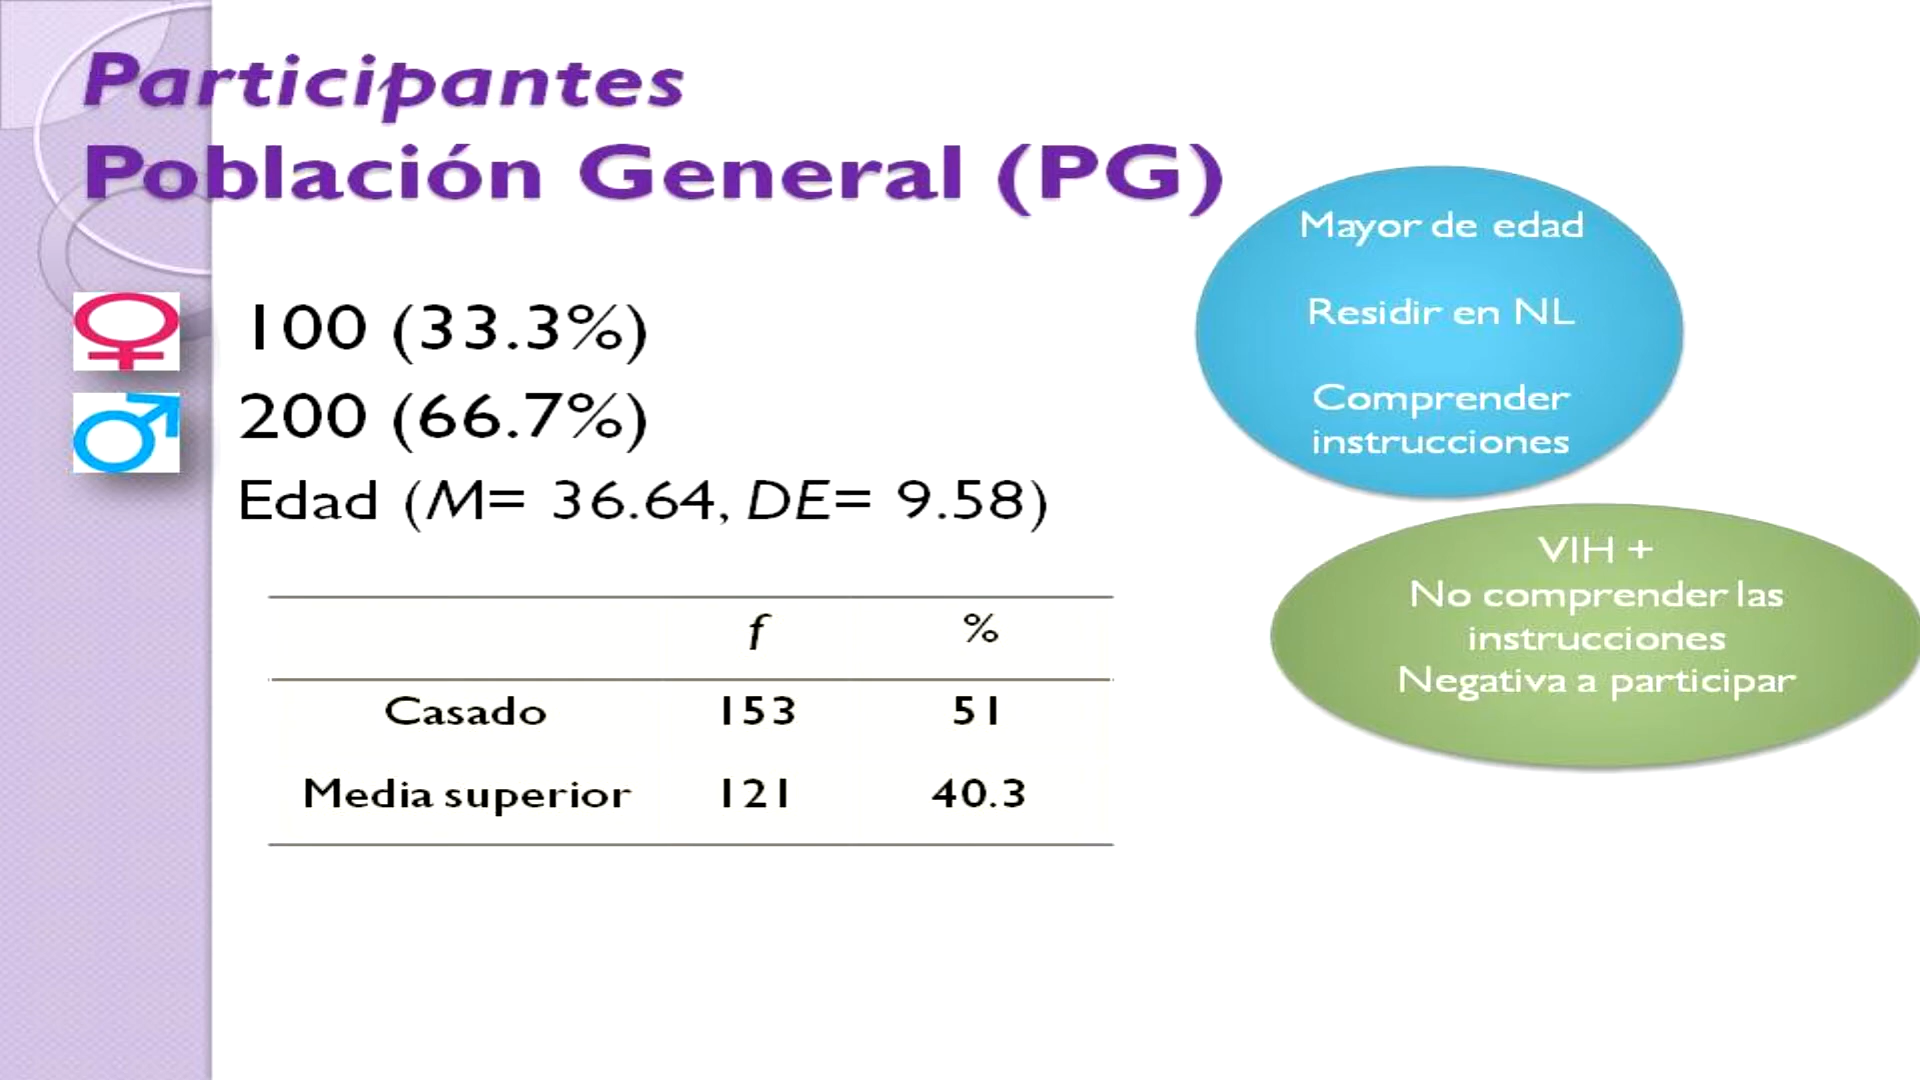 Participantes
Población General (PG)
100 (33.3%)
200 (66.7%)
Edad (M= 36.64, DE= 9.58)
f %
Casado 153 51
Media superior 121 40.3
Mayor de edad
Residir en NL
Comprender
instrucciones
VIH +
No comprender las
instrucciones
Negativa a participar